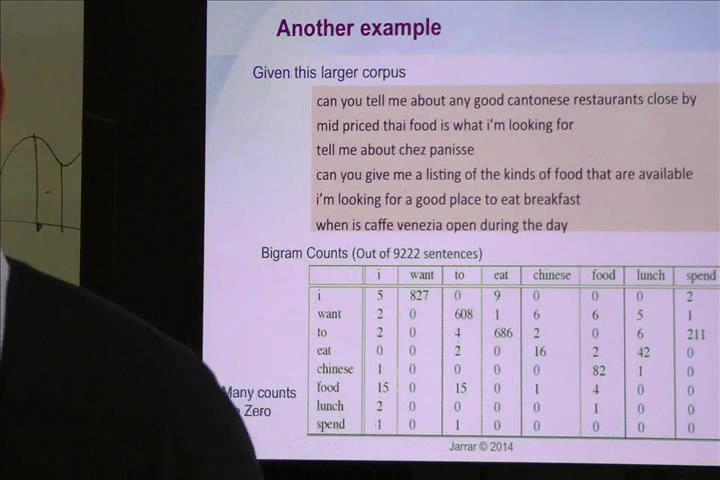 Another example
Given this larger corpus
can you tell me about any good cantonese restaurants close by
mid priced thai food is what i'm looking for
tell me about chez panisse
can you give me a listing of the kinds of food that are available
i'm looking for a good place to eat breakfast
when is caffe venezia open during the day
Bigram Counts (Out of 9222 sentences)
i want to eat chinese food lunch spend
i 5 827 0 9 0 0 0 2
want 2 0 608 1 6 6 5 1
to 2 0 4 686 2 0 6 211
eat 0 0 2 0 16 2 42 0
chinese 1 0 0 0 0 82 1 0
food 15 0 15 0 1 4 0 0
lunch 2 0 0 0 0 1 0 0
spend 1 0 1 0 0 0 0 0
Many counts
Zero
Jarrar © 2014